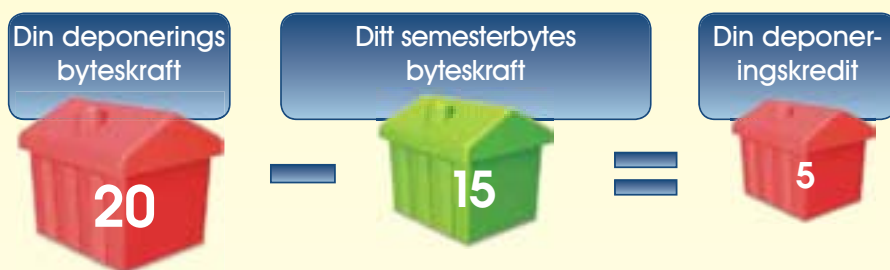 Din deponerings
byteskraft
Ditt semesterbytes
byteskraft
Din deponer-
ingskredit
20
15
5